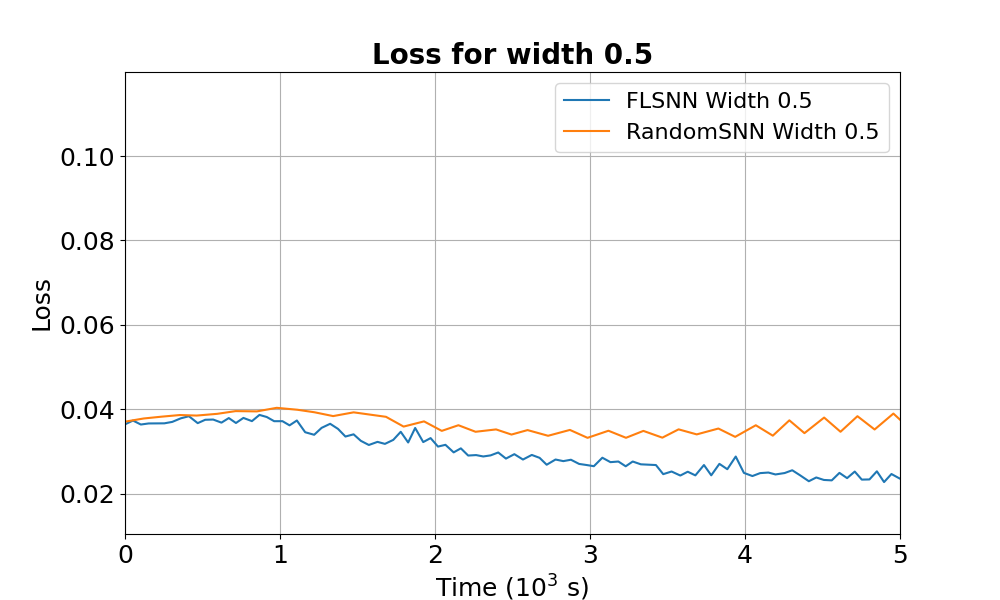 Loss for width 0.5
FLSNN Width 0.5
RandomSNN Width 0.5
0.10
0.08
0.06
0.04
0.02
Loss
0 1 2 3 4 5
Time (10³ s)